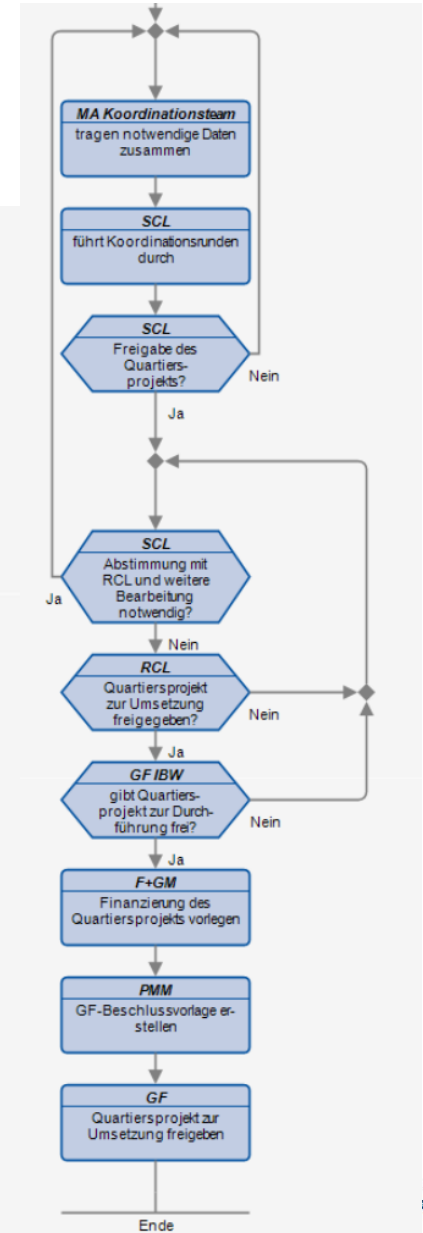 MA Koordinationsteam
tragen notwendige Daten
zusammen
SCL
führt Koordinationsrunden
durch
SCL
Freigabe des
Quartiers-
projekts?
Nein
Ja
SCL
Abstimmung mit
RCL und weitere
Bearbeitung
notwendig?
Ja
Nein
RCL
Quartiersprojekt
zur Umsetzung
freigegeben?
Nein
Ja
GF IBW
gibt Quartiers-
projekt zur Durch-
führung frei?
Nein
Ja
F+GM
Finanzierung des
Quartiersprojekts vorlegen
PMM
GF-Beschlussvorlage er-
stellen
GF
Quartiersprojekt zur
Umsetzung freigeben
Ende